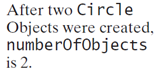 After two Circle
Objects were created,
numberOfObjects
is 2.